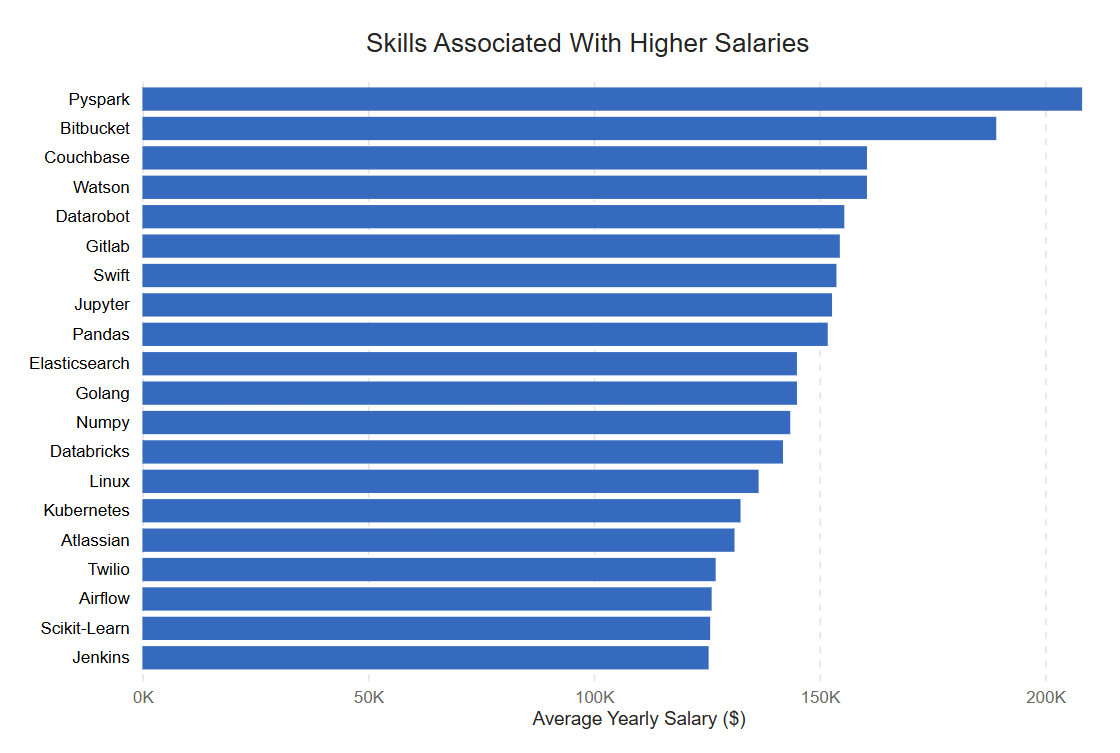 Skills Associated With Higher Salaries
Pyspark
Bitbucket
Couchbase
Watson
Datarobot
Gitlab
Swift
Jupyter
Pandas
Elasticsearch
Golang
Numpy
Databricks
Linux
Kubernetes
Atlassian
Twilio
Airflow
Scikit-Learn
Jenkins
0K 50K 100K 150K 200K
Average Yearly Salary ($)